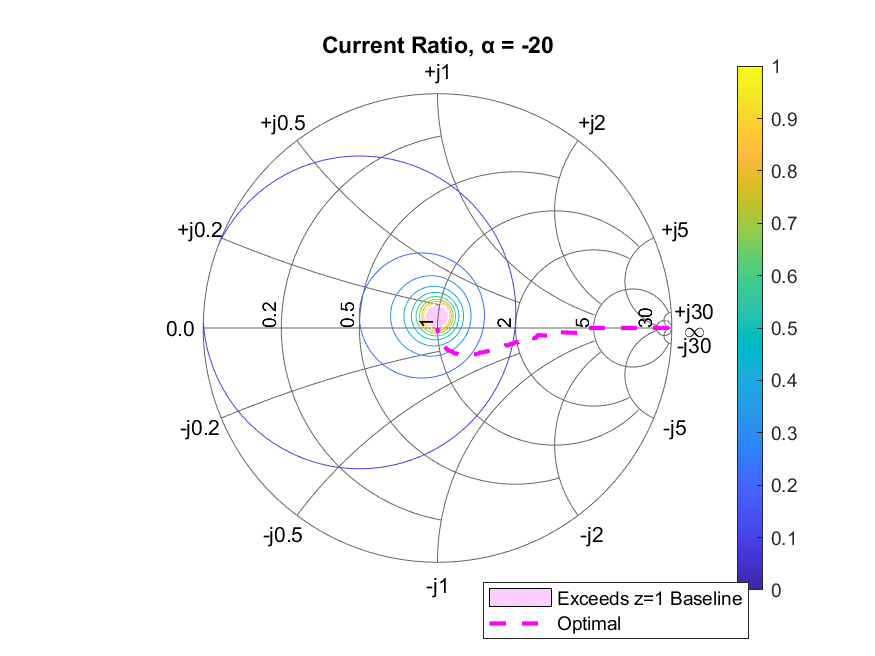 Current Ratio, α = -20
+j1
+j0.5
+j2
+j0.2
+j5
0.0
0.2
0.5
1
2
5
30
+j30
∞
-j30
-j0.2
-j5
-j0.5
-j2
-j1
1
0.9
0.8
0.7
0.6
0.5
0.4
0.3
0.2
0.1
0
Exceeds z=1 Baseline
Optimal